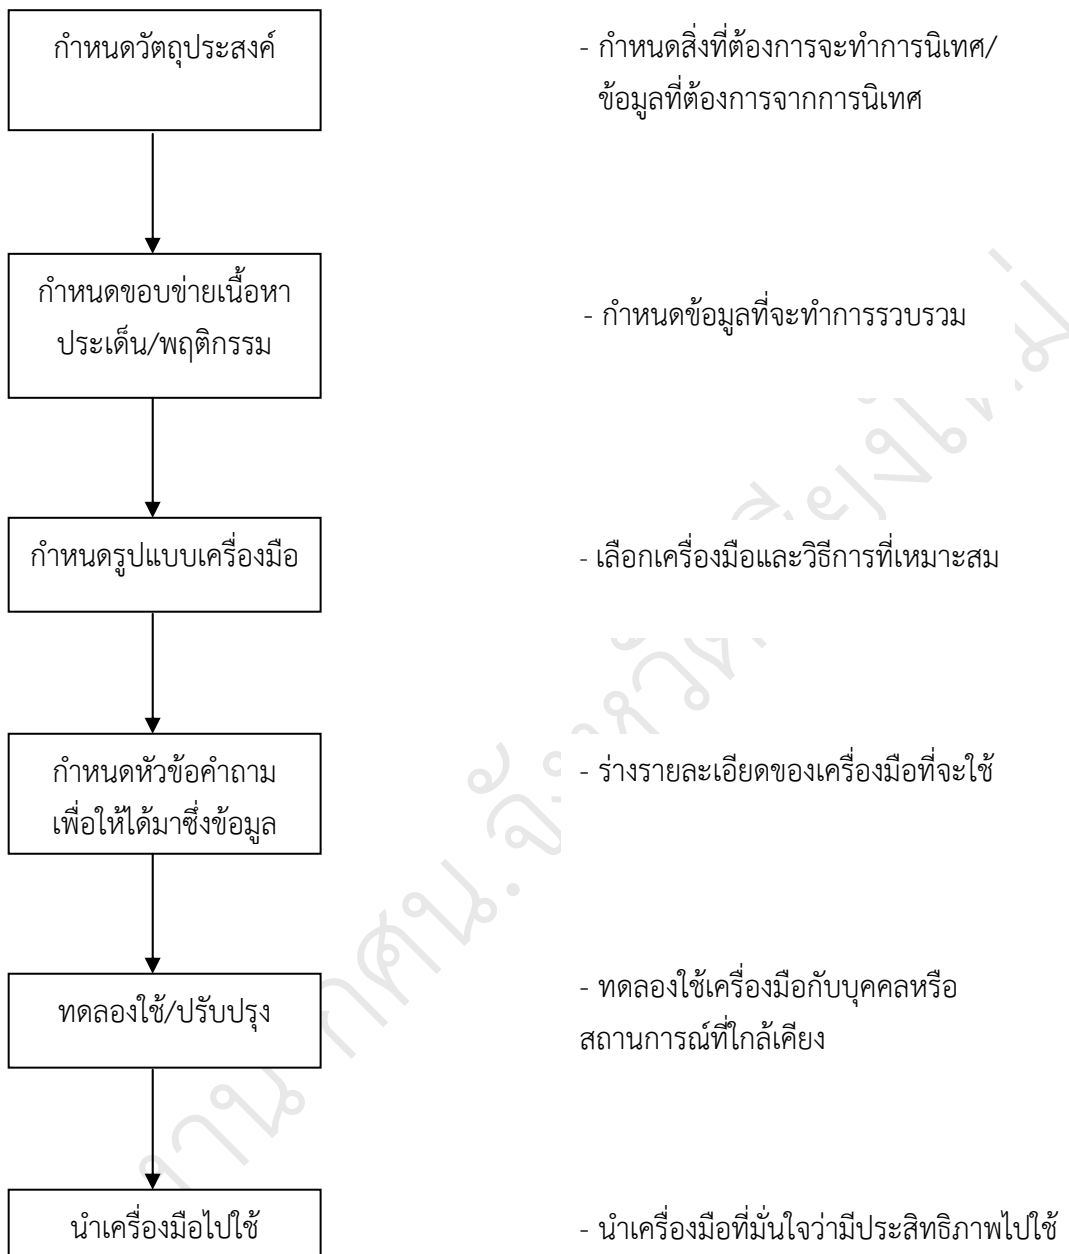 กำหนดวัตถุประสงค์
- กำหนดสิ่งที่ต้องการจะทำการนิเทศ/
ข้อมูลที่ต้องการจากการนิเทศ
กำหนดขอบข่ายเนื้อหา
ประเด็น/พฤติกรรม
- กำหนดข้อมูลที่จะทำการรวบรวม
กำหนดรูปแบบเครื่องมือ
- เลือกเครื่องมือและวิธีการที่เหมาะสม
กำหนดหัวข้อคำถาม
เพื่อให้ได้มาซึ่งข้อมูล
- ร่างรายละเอียดของเครื่องมือที่จะใช้
ทดลองใช้/ปรับปรุง
- ทดลองใช้เครื่องมือกับบุคคลหรือ
สถานการณ์ที่ใกล้เคียง
นำเครื่องมือไปใช้
- นำเครื่องมือที่มั่นใจว่ามีประสิทธิภาพไปใช้